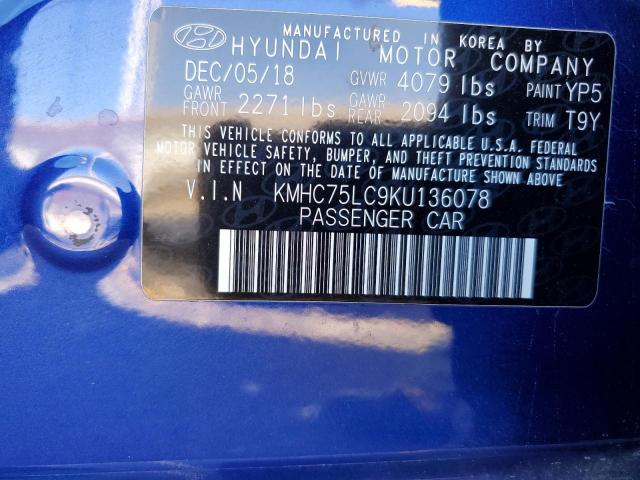 MANUFACTURED IN KOREA BY
HYUNDAI MOTOR COMPANY
DEC/05/18 GVWR 4079 lbs PAINT YP5
GAWR FRONT 2271 lbs GAWR REAR 2094 lbs TRIM T9Y
THIS VEHICLE CONFORMS TO ALL APPLICABLE U.S.A. FEDERAL
MOTOR VEHICLE SAFETY, BUMPER, AND THEFT PREVENTION STANDARDS
IN EFFECT ON THE DATE OF MANUFACTURE SHOWN ABOVE.
V.I.N KMHC75LC9KU136078
PASSENGER CAR